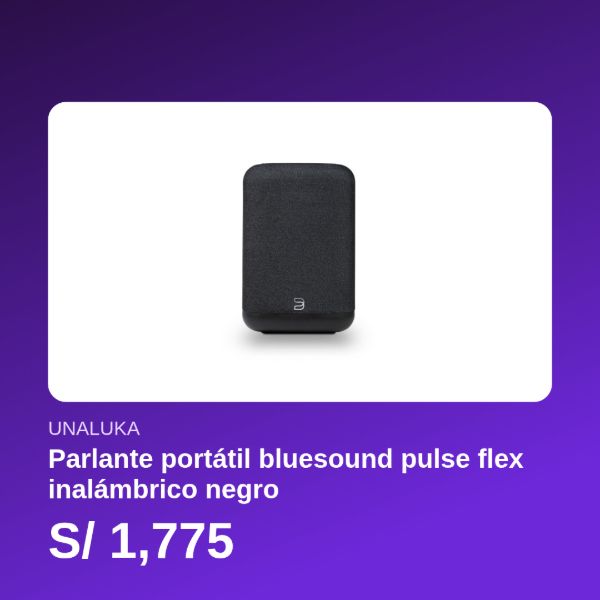 UNALUKA
Parlante portátil bluesound pulse flex
inalámbrico negro
S/ 1,775